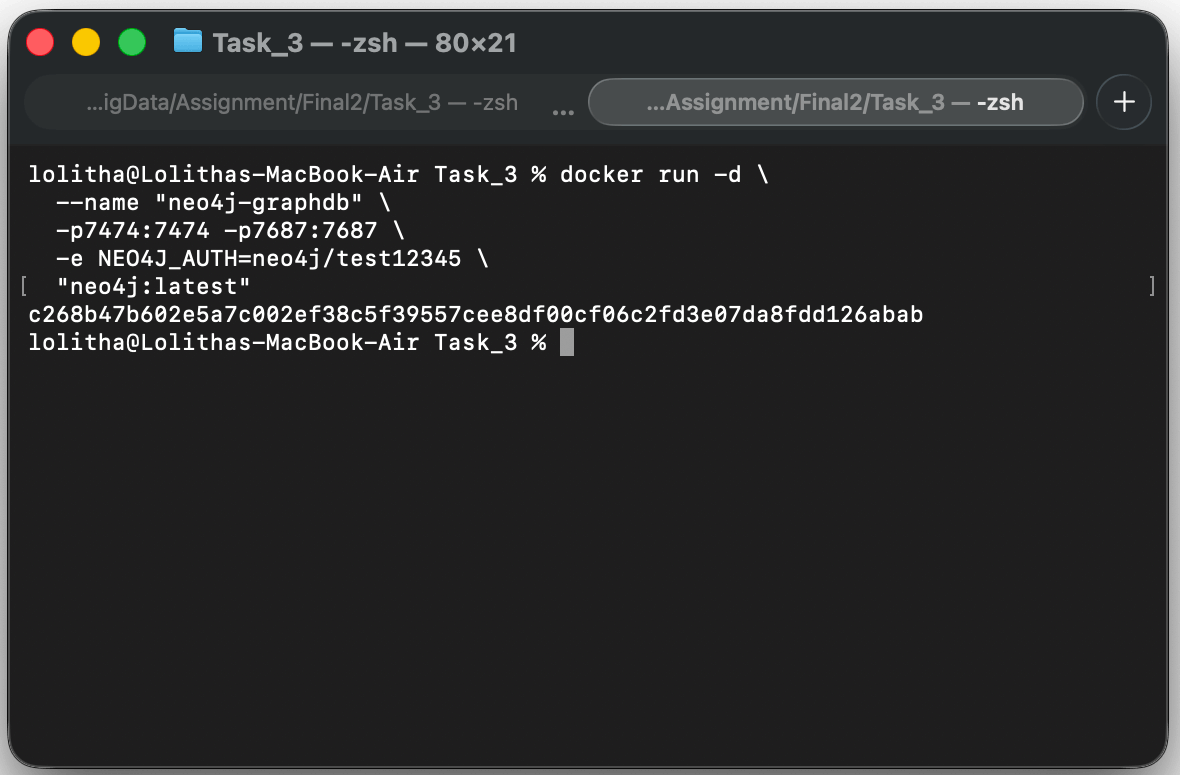 Task_3 — -zsh — 80×21
...igData/Assignment/Final2/Task_3 — -zsh
...
...Assignment/Final2/Task_3 — -zsh
+
lolitha@Lolithas-MacBook-Air Task_3 % docker run -d \
  --name "neo4j-graphdb" \
  -p7474:7474 -p7687:7687 \
  -e NEO4J_AUTH=neo4j/test12345 \
[  "neo4j:latest" ]
c268b47b602e5a7c002ef38c5f39557cee8df00cf06c2fd3e07da8fdd126abab
lolitha@Lolithas-MacBook-Air Task_3 %